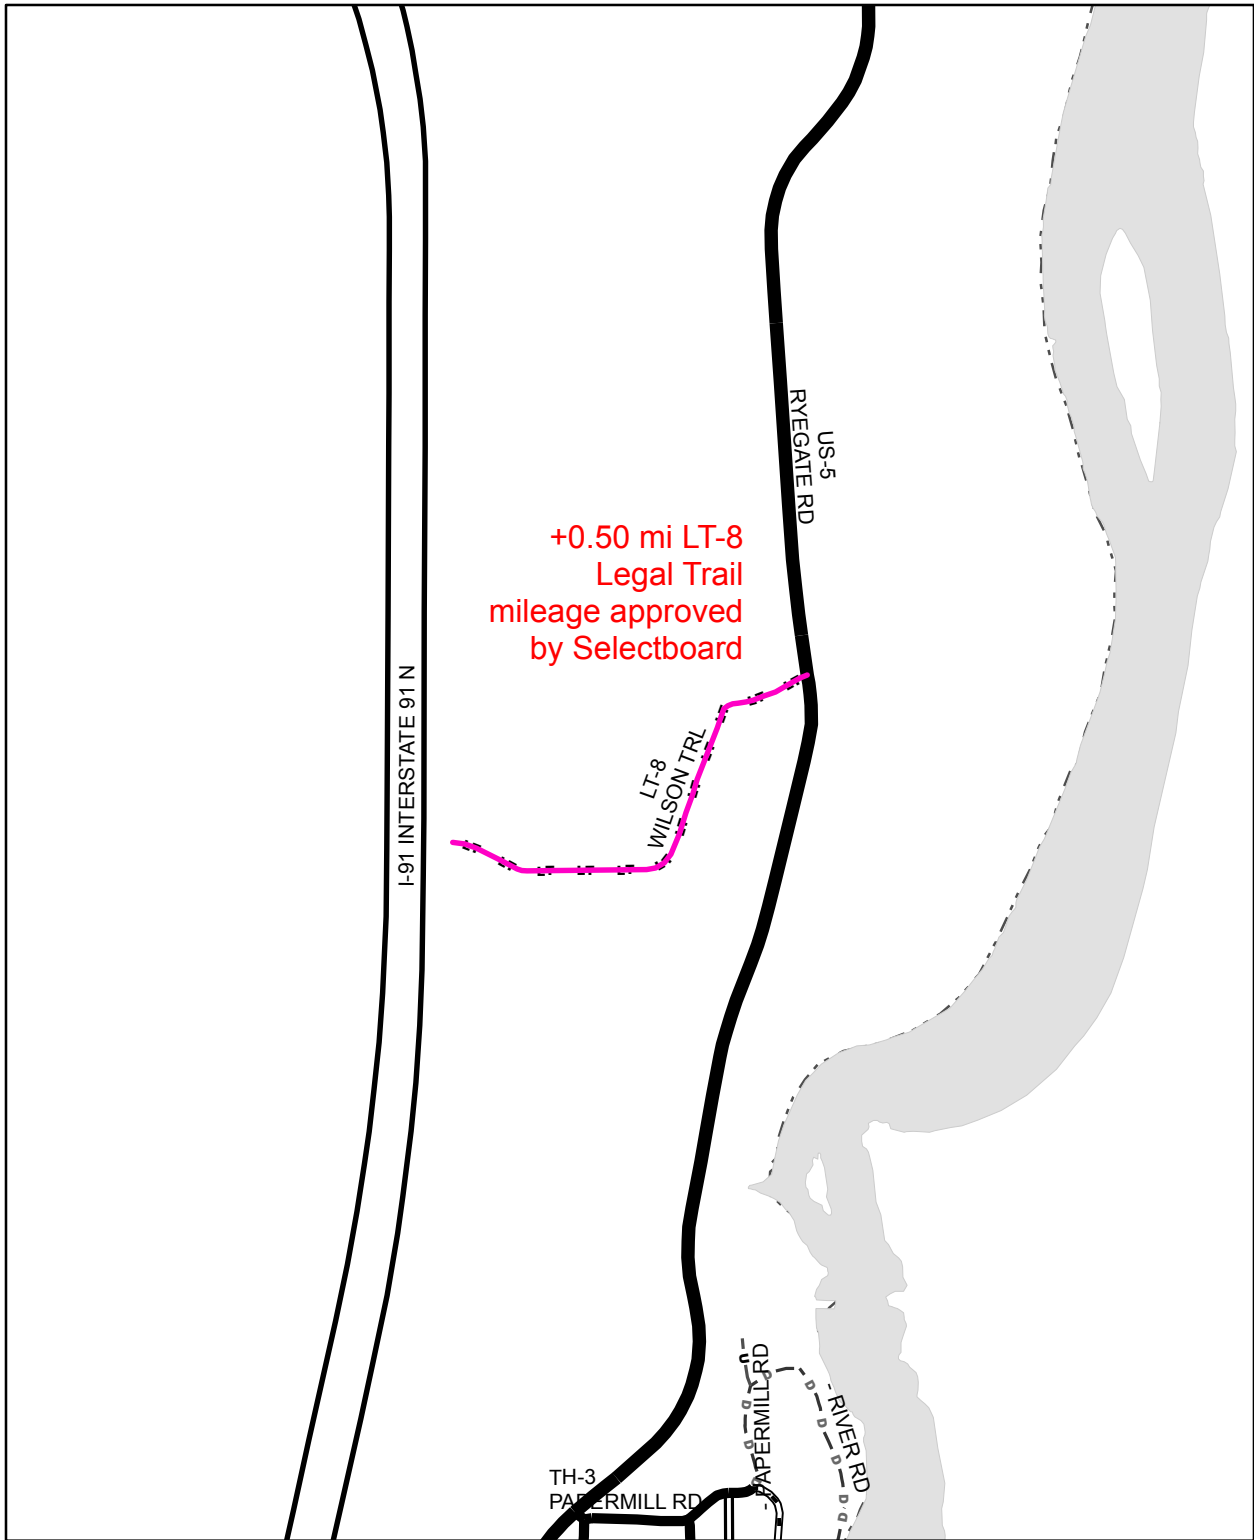 US-5
RYEGATE RD
+0.50 mi LT-8
Legal Trail
mileage approved
by Selectboard
I-91 INTERSTATE 91 N
LT-8
WILSON TRL
U
- PAPERMILL RD
D
D
D
D
D
- RIVER RD
D
D
D
D
D
TH-3
PAPERMILL RD